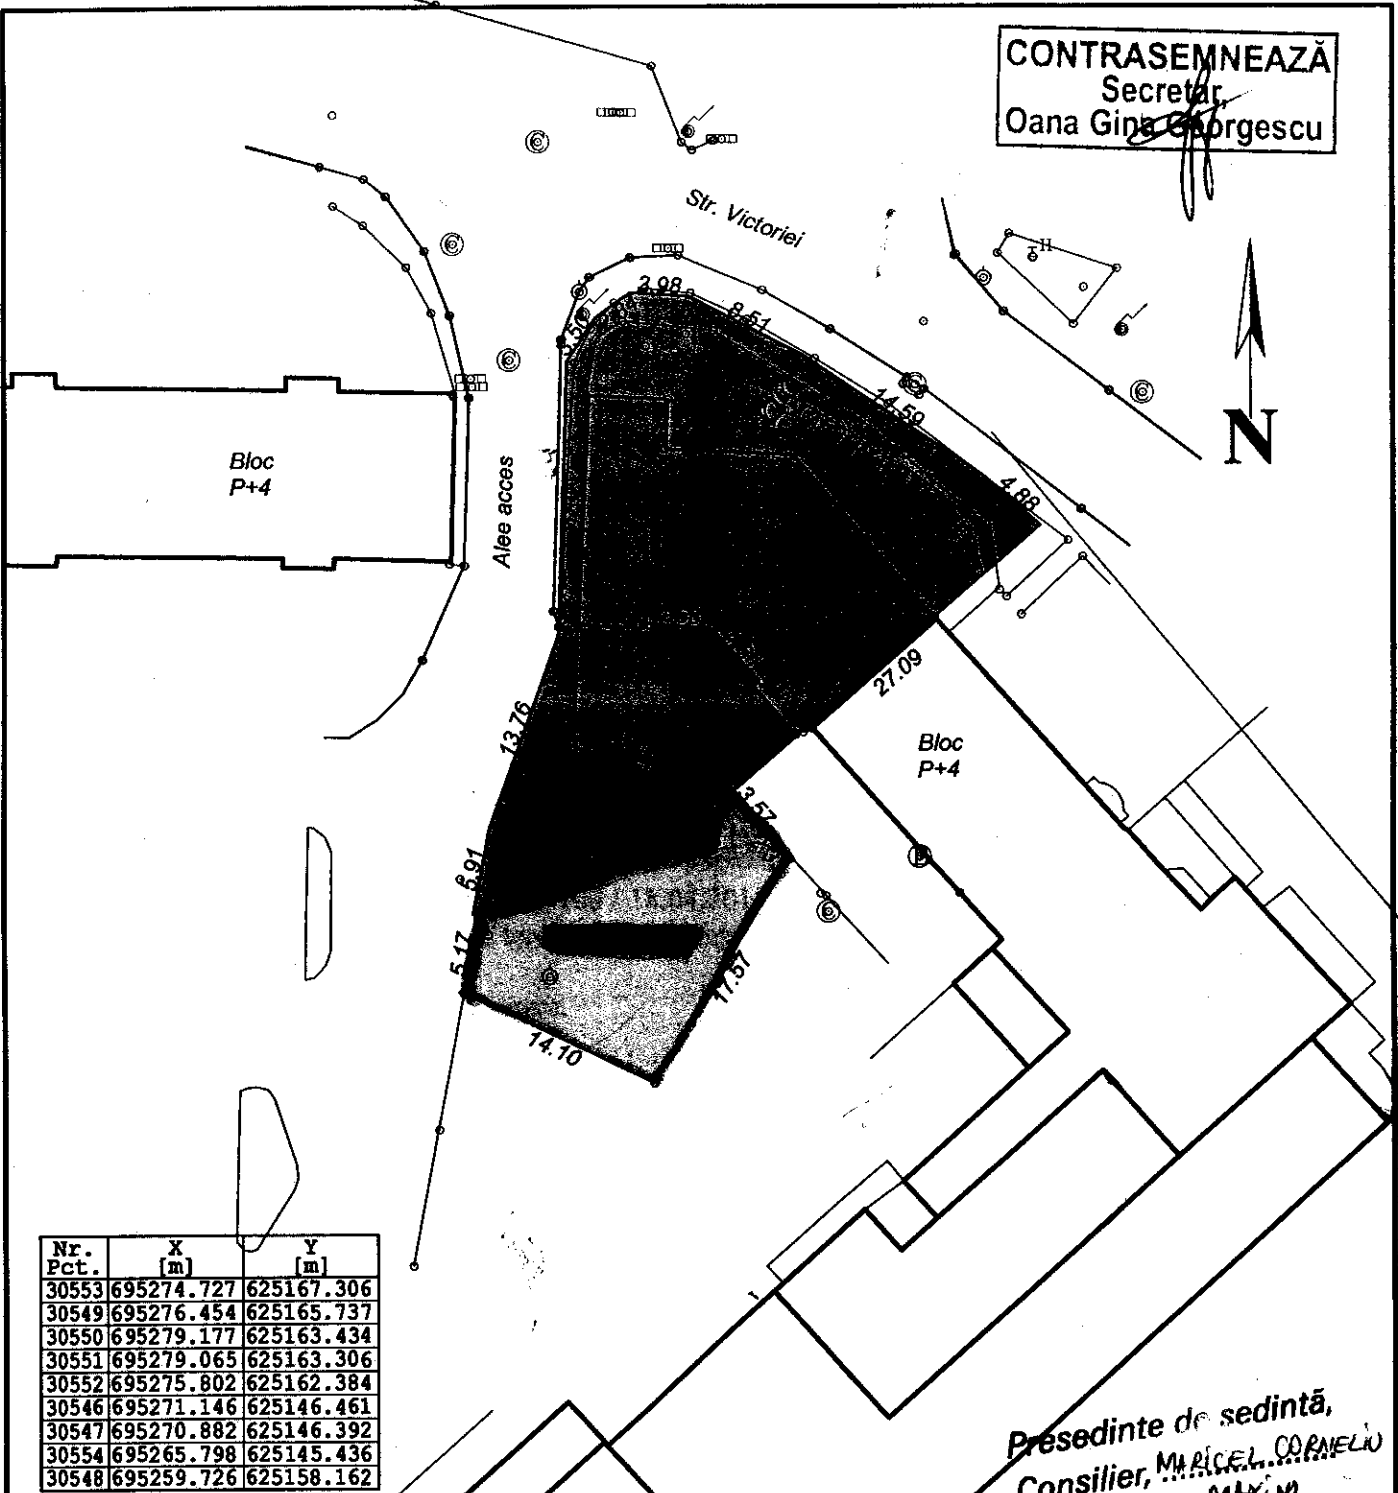 CONTRASEMNEAZĂ
Secretar,
Oana Gina Georgescu
Str. Victoriei
H
2.98
8.51
14.59
4.88
N
Bloc
P+4
Alee acces
13.76
27.09
Bloc
P+4
3.57
5.91
5.17
17.57
14.10
Nr. Pct. X [m] Y [m]
30553 695274.727 625167.306
30549 695276.454 625165.737
30550 695279.177 625163.434
30551 695279.065 625163.306
30552 695275.802 625162.384
30546 695271.146 625146.461
30547 695270.882 625146.392
30554 695265.798 625145.436
30548 695259.726 625158.162
Presedinte de sedintă,
Consilier, MARICEL CORNELIU